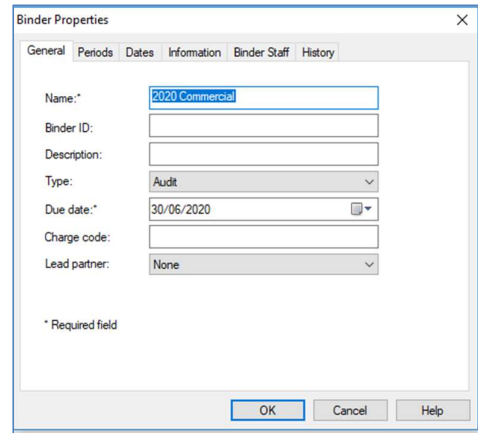 Binder Properties
General Periods Dates Information Binder Staff History
Name:* 2020 Commercial
Binder ID:
Description:
Type: Audit
Due date:* 30/06/2020
Charge code:
Lead partner: None
* Required field
OK Cancel Help